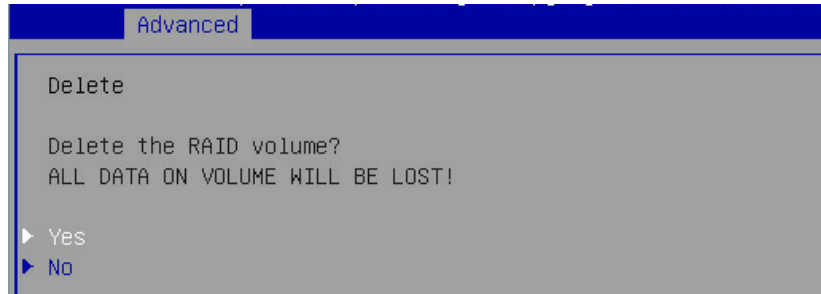 Advanced
Delete
Delete the RAID volume?
ALL DATA ON VOLUME WILL BE LOST!
Yes
No